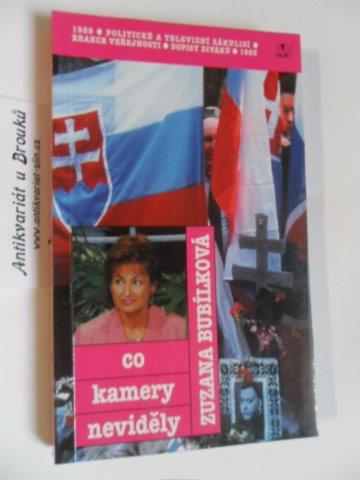 1989 • POLITICKÉ A TELEVIZNÍ ZÁKULISÍ •
REAKCE VEŘEJNOSTI • DOPISY DIVÁKŮ • 1993
M
Antikvariát u Brouků
www.antikvariat-zlin.cz
ZUZANA BUBÍLKOVÁ
co
kamery
neviděly